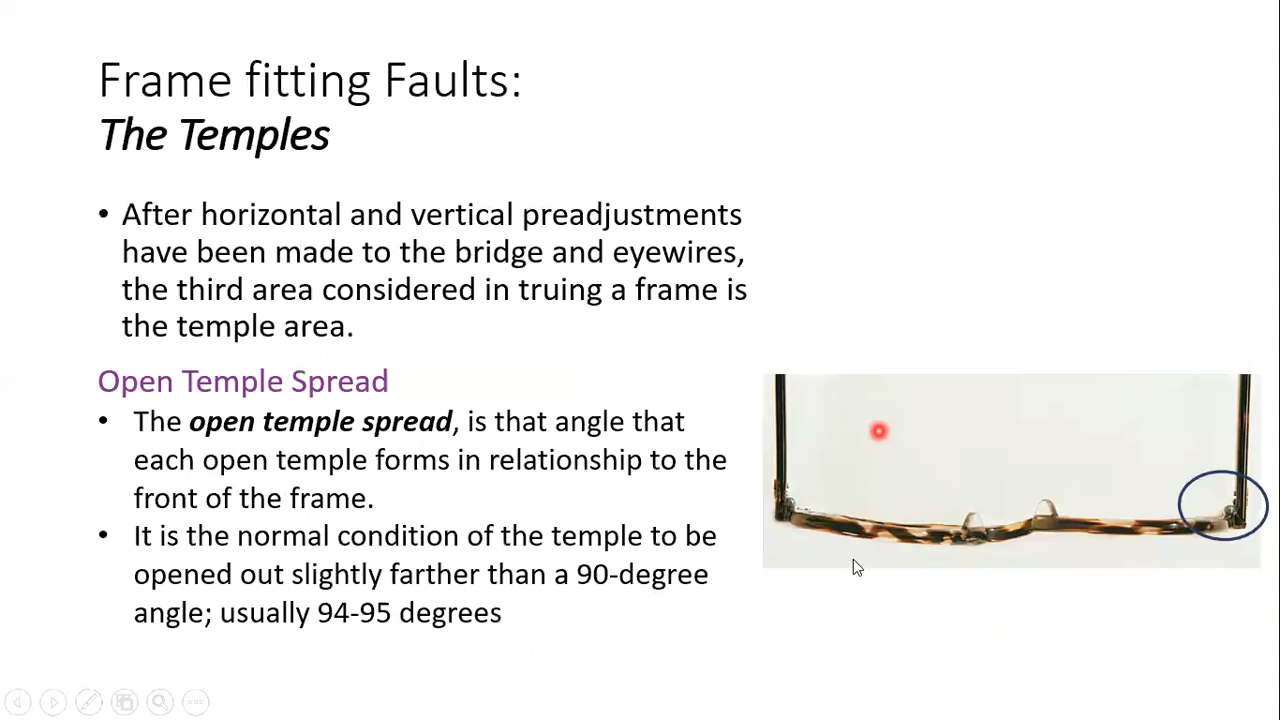 Frame fitting Faults:
The Temples
• After horizontal and vertical preadjustments
have been made to the bridge and eyewires,
the third area considered in truing a frame is
the temple area.
Open Temple Spread
• The open temple spread, is that angle that
each open temple forms in relationship to the
front of the frame.
• It is the normal condition of the temple to be
opened out slightly farther than a 90-degree
angle; usually 94-95 degrees